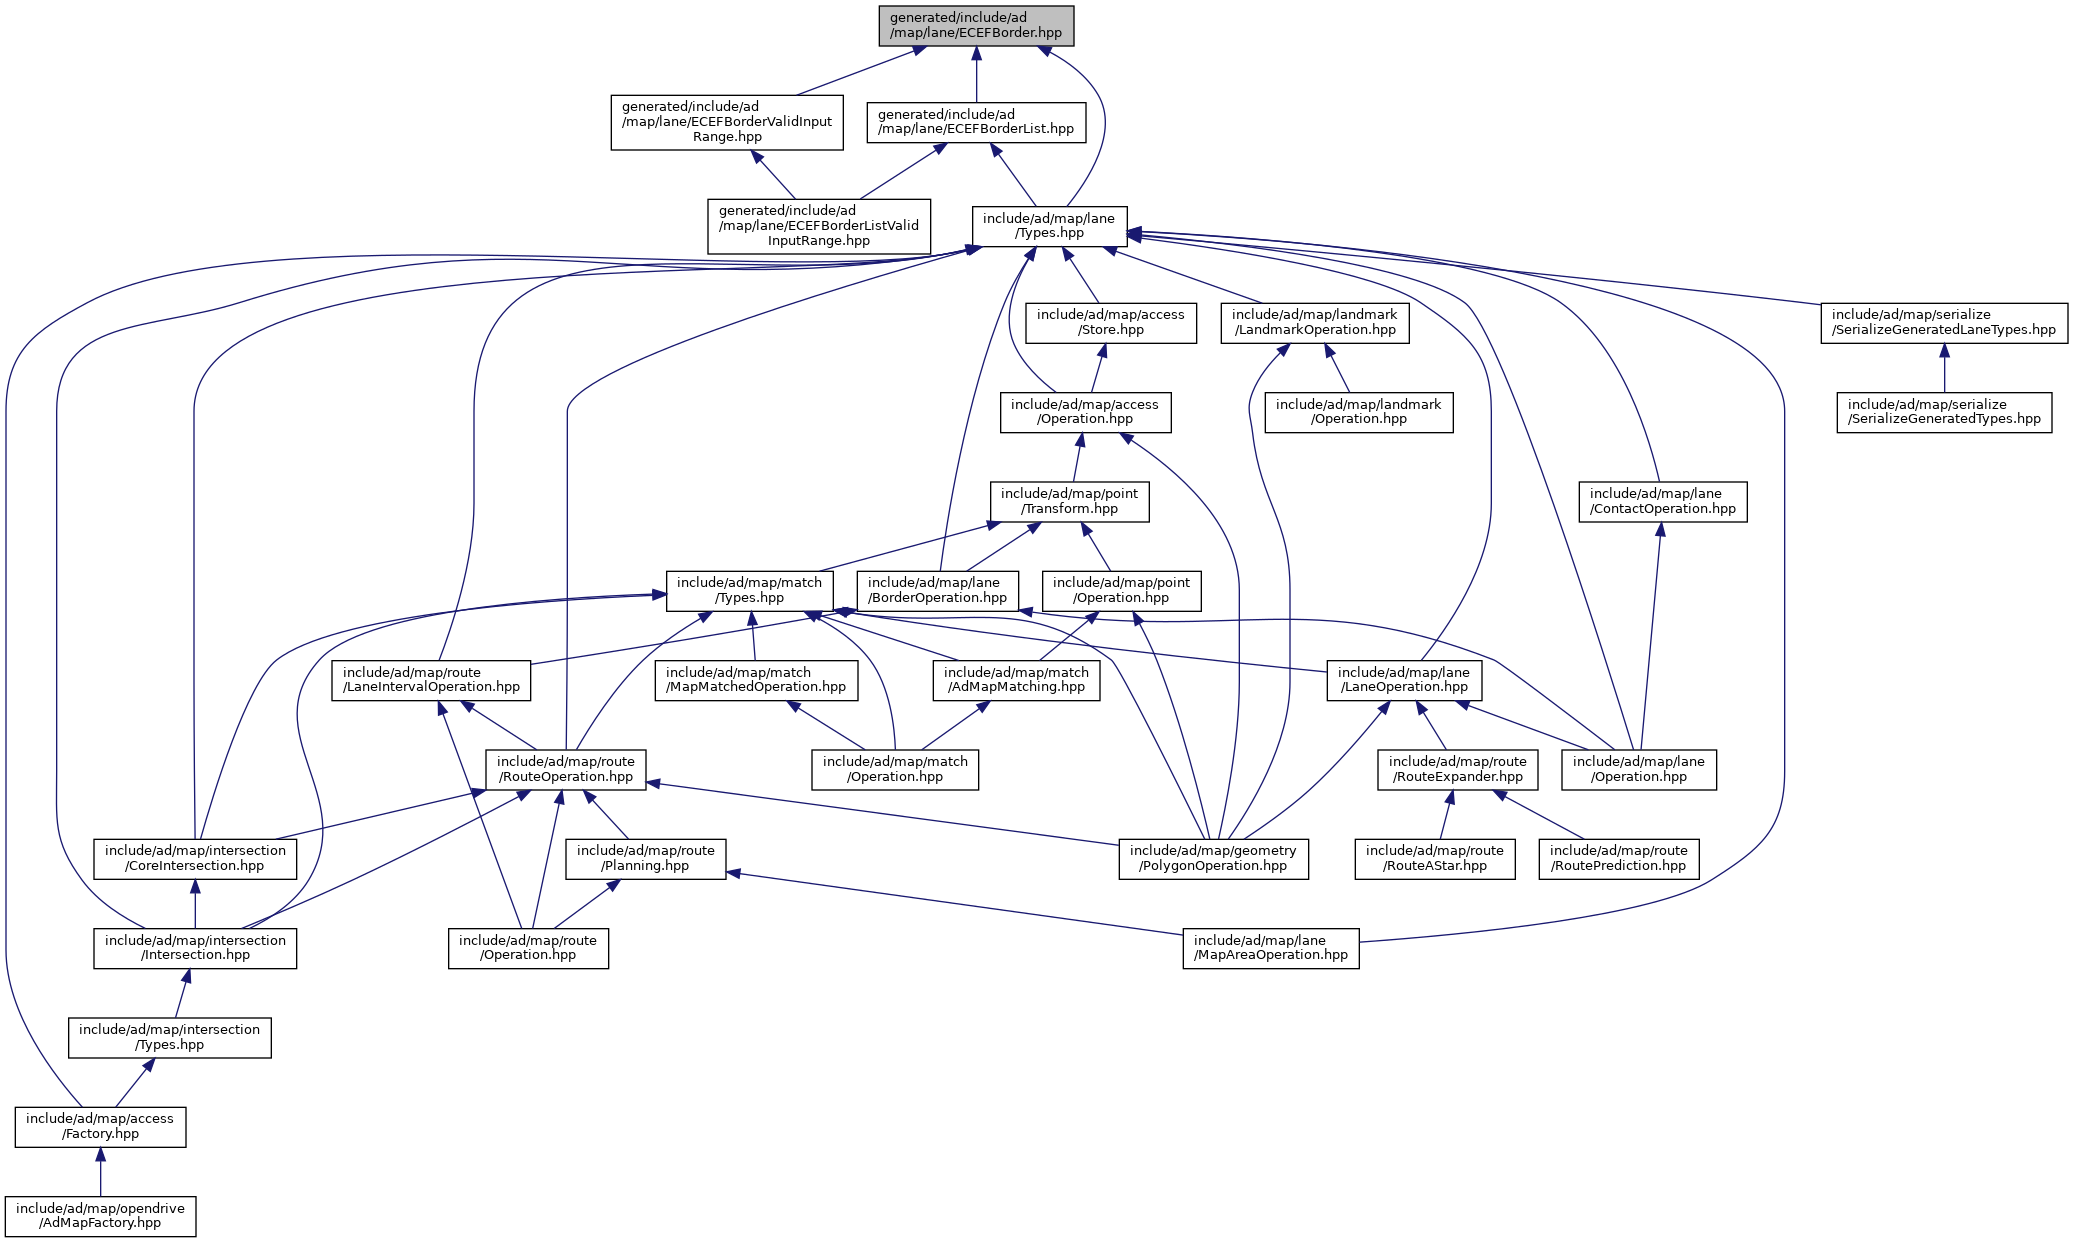 generated/include/ad
/map/lane/ECEFBorder.hpp
generated/include/ad
/map/lane/ECEFBorderValidInput
Range.hpp
generated/include/ad
/map/lane/ECEFBorderList.hpp
generated/include/ad
/map/lane/ECEFBorderListValid
InputRange.hpp
include/ad/map/lane
/Types.hpp
include/ad/map/access
/Store.hpp
include/ad/map/landmark
/LandmarkOperation.hpp
include/ad/map/serialize
/SerializeGeneratedLaneTypes.hpp
include/ad/map/access
/Operation.hpp
include/ad/map/landmark
/Operation.hpp
include/ad/map/serialize
/SerializeGeneratedTypes.hpp
include/ad/map/point
/Transform.hpp
include/ad/map/lane
/ContactOperation.hpp
include/ad/map/match
/Types.hpp
include/ad/map/lane
/BorderOperation.hpp
include/ad/map/point
/Operation.hpp
include/ad/map/route
/LaneIntervalOperation.hpp
include/ad/map/match
/MapMatchedOperation.hpp
include/ad/map/match
/AdMapMatching.hpp
include/ad/map/lane
/LaneOperation.hpp
include/ad/map/route
/RouteOperation.hpp
include/ad/map/match
/Operation.hpp
include/ad/map/route
/RouteExpander.hpp
include/ad/map/lane
/Operation.hpp
include/ad/map/intersection
/CoreIntersection.hpp
include/ad/map/route
/Planning.hpp
include/ad/map/geometry
/PolygonOperation.hpp
include/ad/map/route
/RouteAStar.hpp
include/ad/map/route
/RoutePrediction.hpp
include/ad/map/intersection
/Intersection.hpp
include/ad/map/route
/Operation.hpp
include/ad/map/lane
/MapAreaOperation.hpp
include/ad/map/intersection
/Types.hpp
include/ad/map/access
/Factory.hpp
include/ad/map/opendrive
/AdMapFactory.hpp